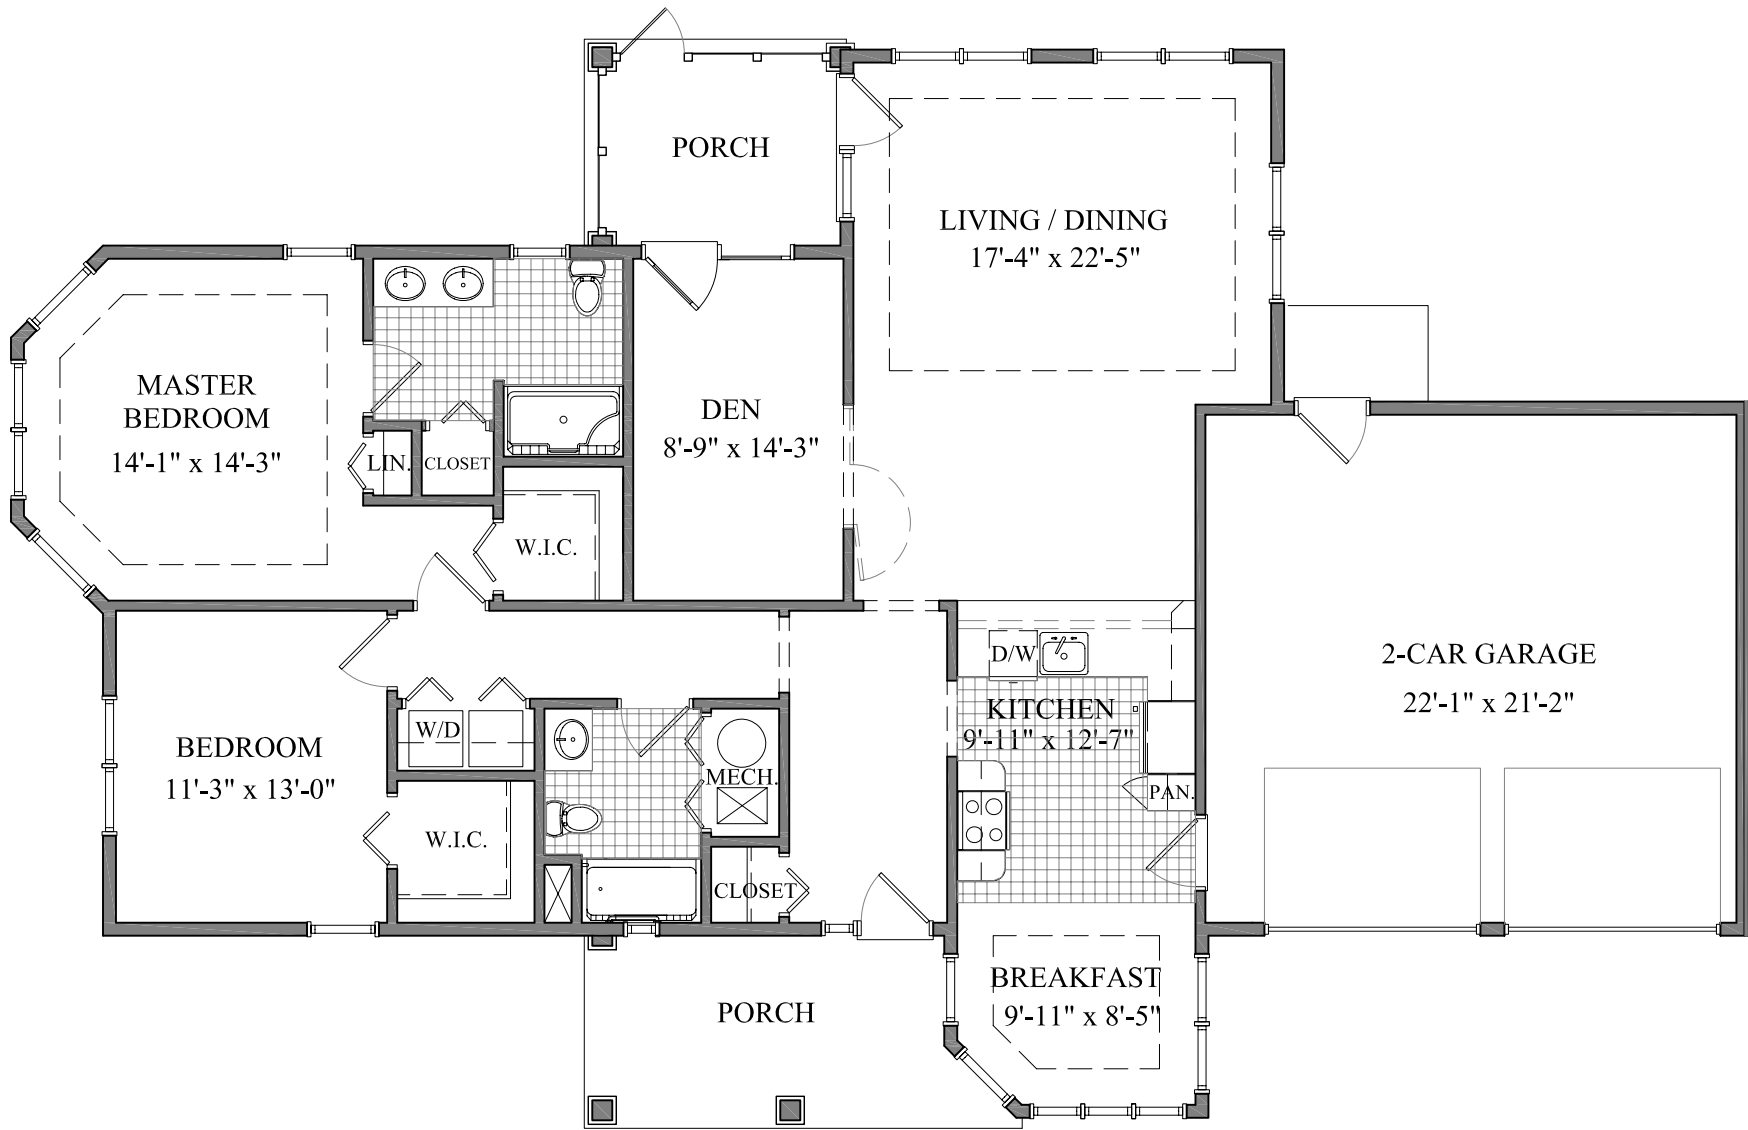 PORCH
LIVING / DINING
17'-4" x 22'-5"
MASTER
BEDROOM
14'-1" x 14'-3"
LIN.
CLOSET
DEN
8'-9" x 14'-3"
W.I.C.
2-CAR GARAGE
22'-1" x 21'-2"
D/W
KITCHEN
9'-11" x 12'-7"
PAN.
BEDROOM
11'-3" x 13'-0"
W/D
MECH.
W.I.C.
CLOSET
BREAKFAST
9'-11" x 8'-5"
PORCH